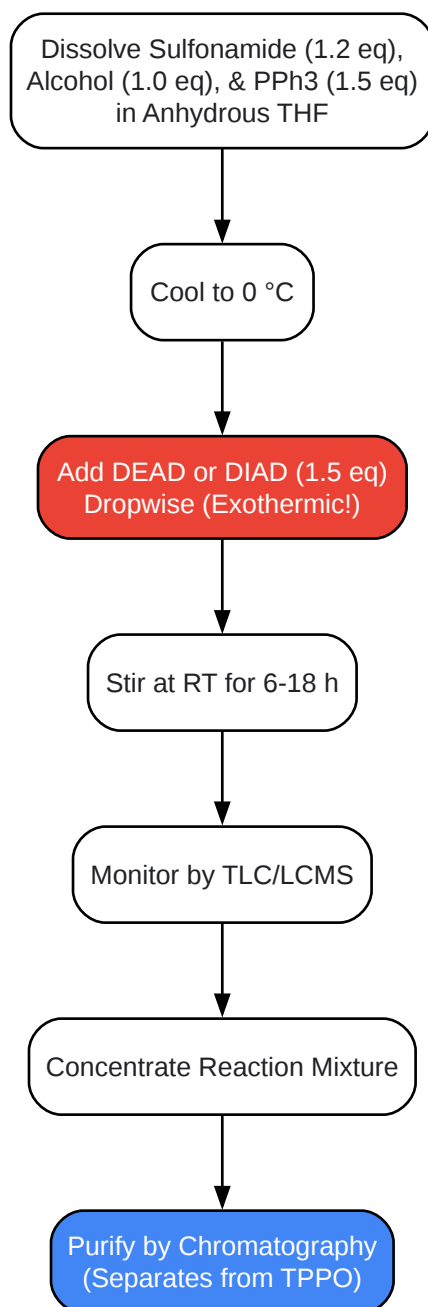 Dissolve Sulfonamide (1.2 eq),
Alcohol (1.0 eq), & PPh3 (1.5 eq)
in Anhydrous THF
Cool to 0 °C
Add DEAD or DIAD (1.5 eq)
Dropwise (Exothermic!)
Stir at RT for 6-18 h
Monitor by TLC/LCMS
Concentrate Reaction Mixture
Purify by Chromatography
(Separates from TPPO)